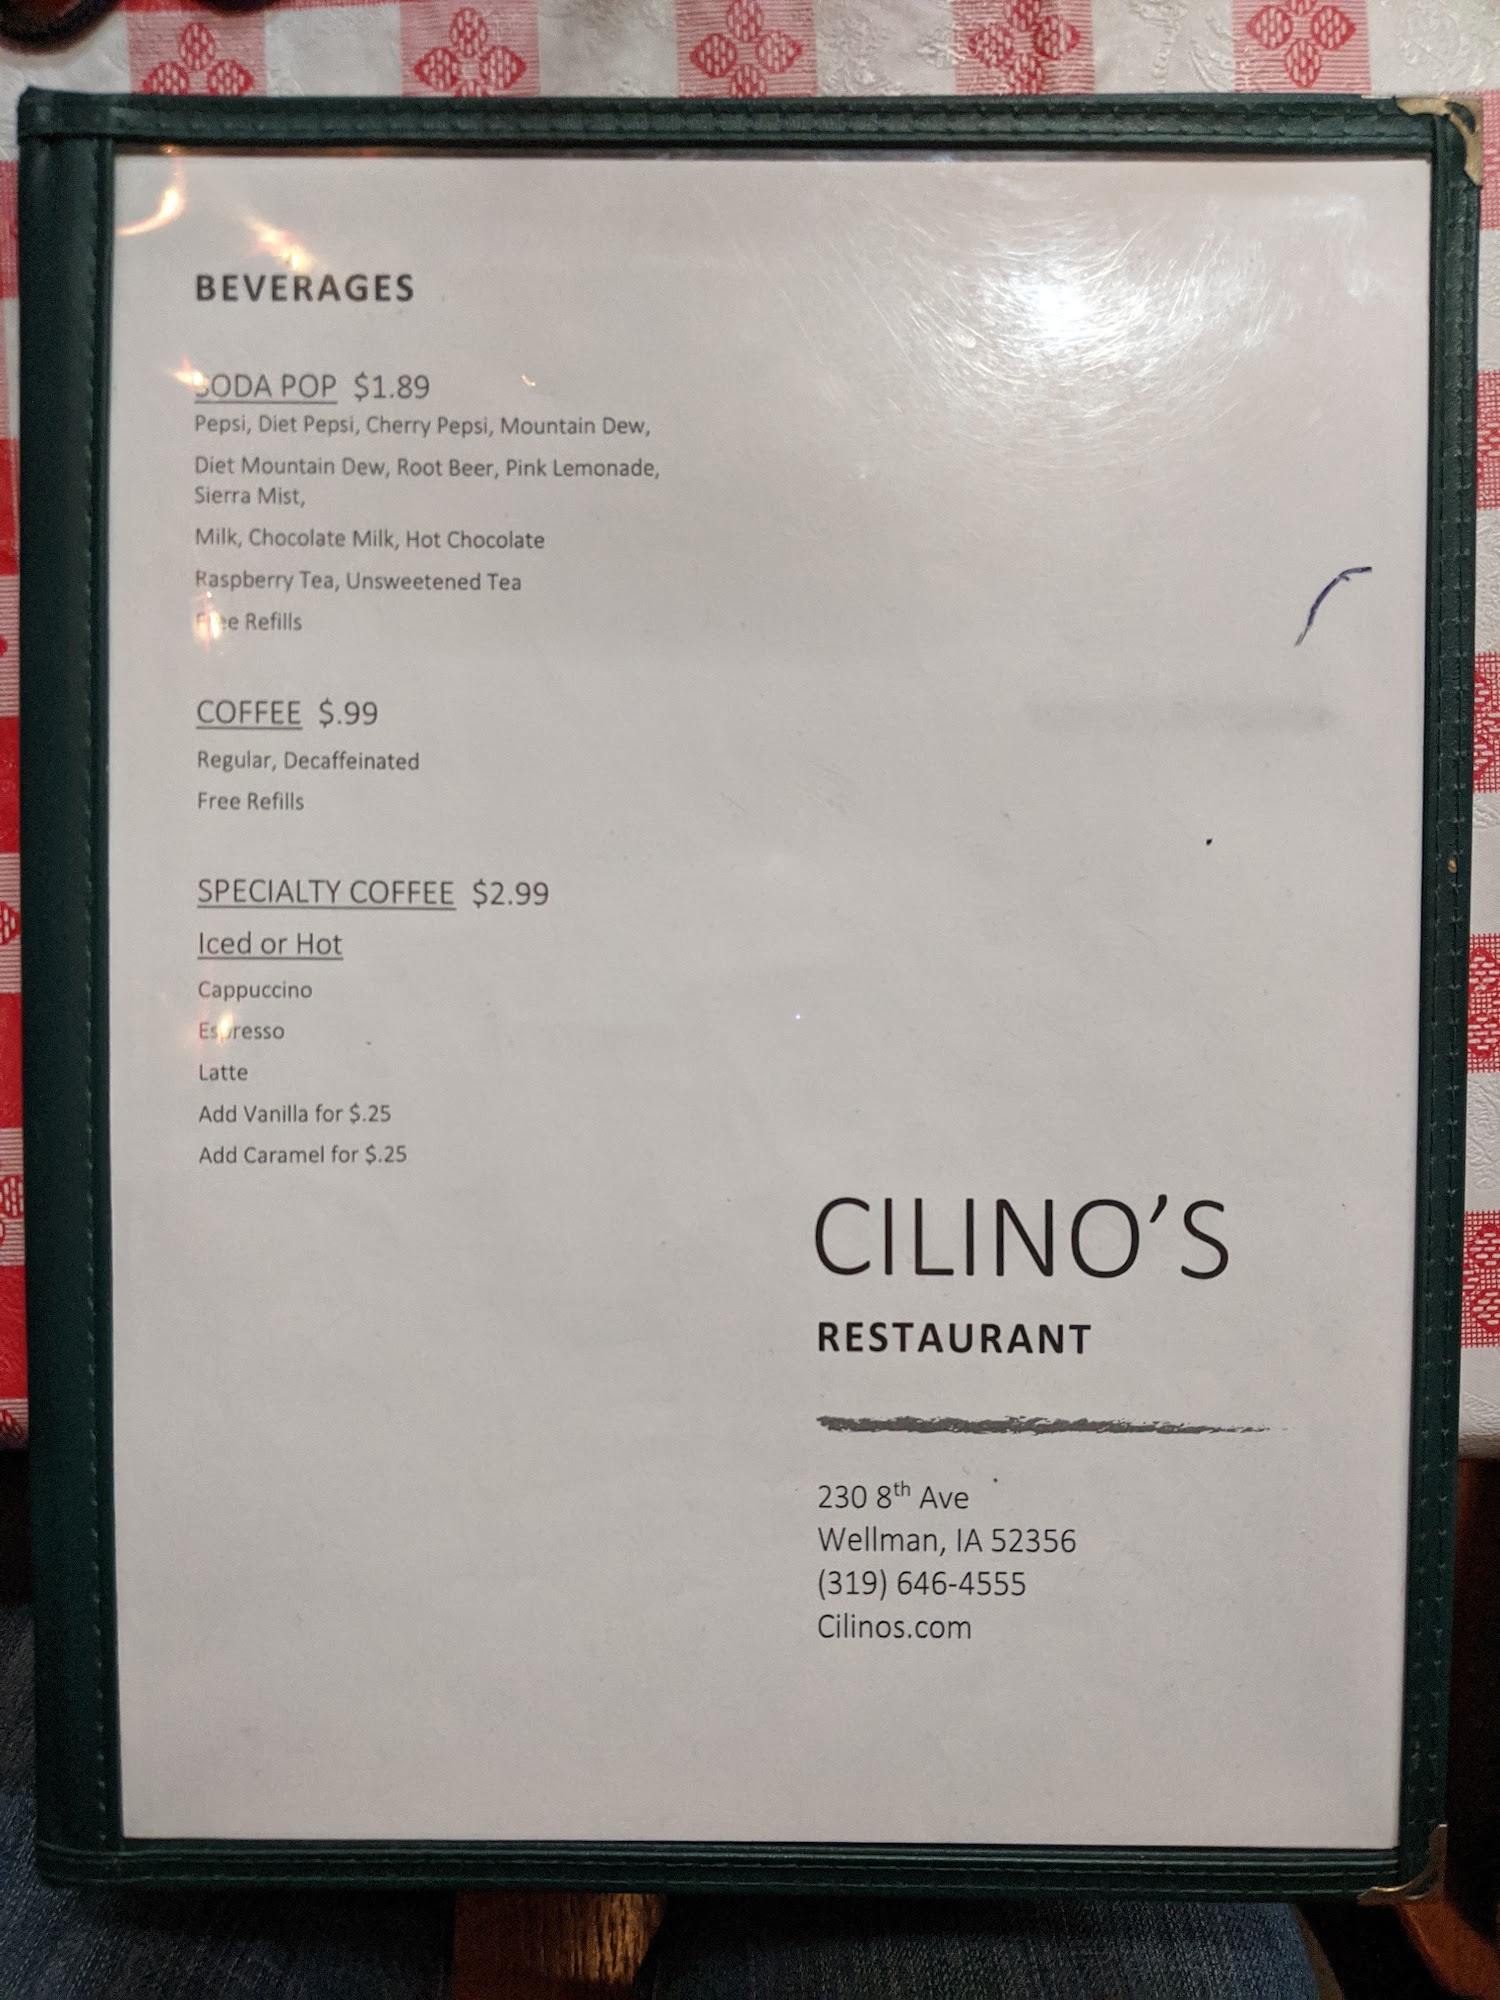 BEVERAGES
SODA POP $1.89
Pepsi, Diet Pepsi, Cherry Pepsi, Mountain Dew,
Diet Mountain Dew, Root Beer, Pink Lemonade,
Sierra Mist,
Milk, Chocolate Milk, Hot Chocolate
Raspberry Tea, Unsweetened Tea
Free Refills
COFFEE $.99
Regular, Decaffeinated
Free Refills
SPECIALTY COFFEE $2.99
Iced or Hot
Cappuccino
Espresso
Latte
Add Vanilla for $.25
Add Caramel for $.25
CILINO'S
RESTAURANT
230 8th Ave
Wellman, IA 52356
(319) 646-4555
Cilinos.com